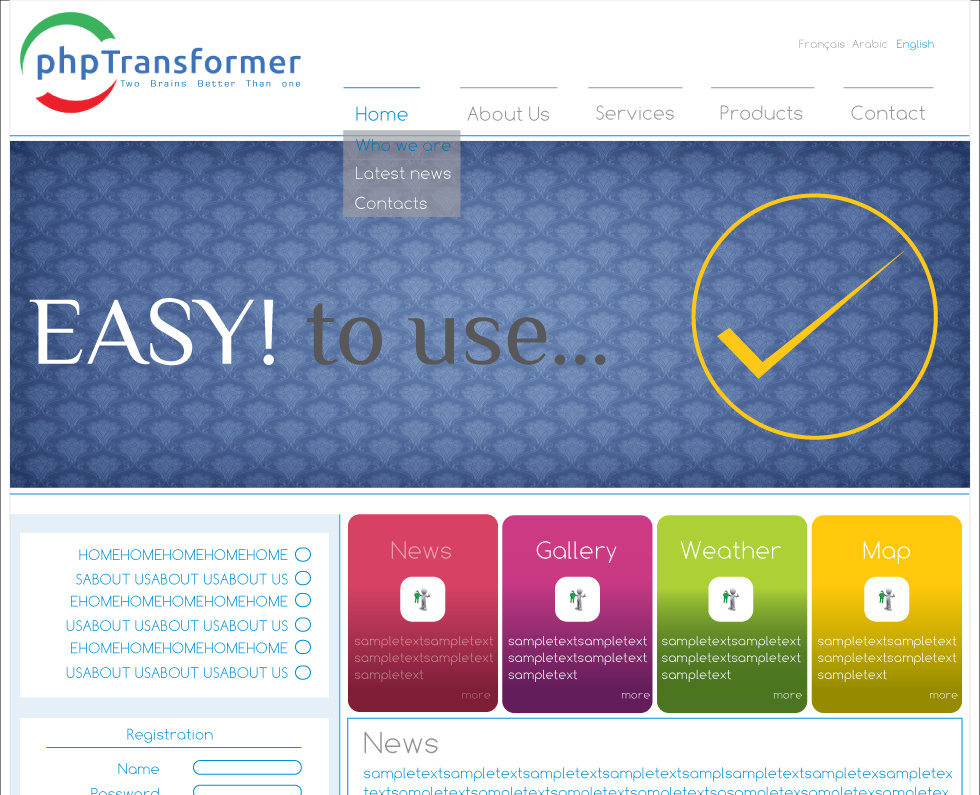 phpTransformer
Two Brains Better Than one
Français Arabic English
Home About Us Services Products Contact
Who we are
Latest news
Contacts
EASY! to use...
HOMEHOMEHOMEHOMEHOME
SABOUT USABOUT USABOUT US
EHOMEHOMEHOMEHOMEHOME
USABOUT USABOUT USABOUT US
EHOMEHOMEHOMEHOMEHOME
USABOUT USABOUT USABOUT US
Registration
Name
Password
News
sampletextsampletext
sampletextsampletext
sampletext
more
Gallery
sampletextsampletext
sampletextsampletext
sampletext
more
Weather
sampletextsampletext
sampletextsampletext
sampletext
more
Map
sampletextsampletext
sampletextsampletext
sampletext
more
News
sampletextsampletextsampletextsampletextsamplsampletextsampletexsampletex
textsampletextsampletextsampletextsampletextsampletextsampletexsampletex